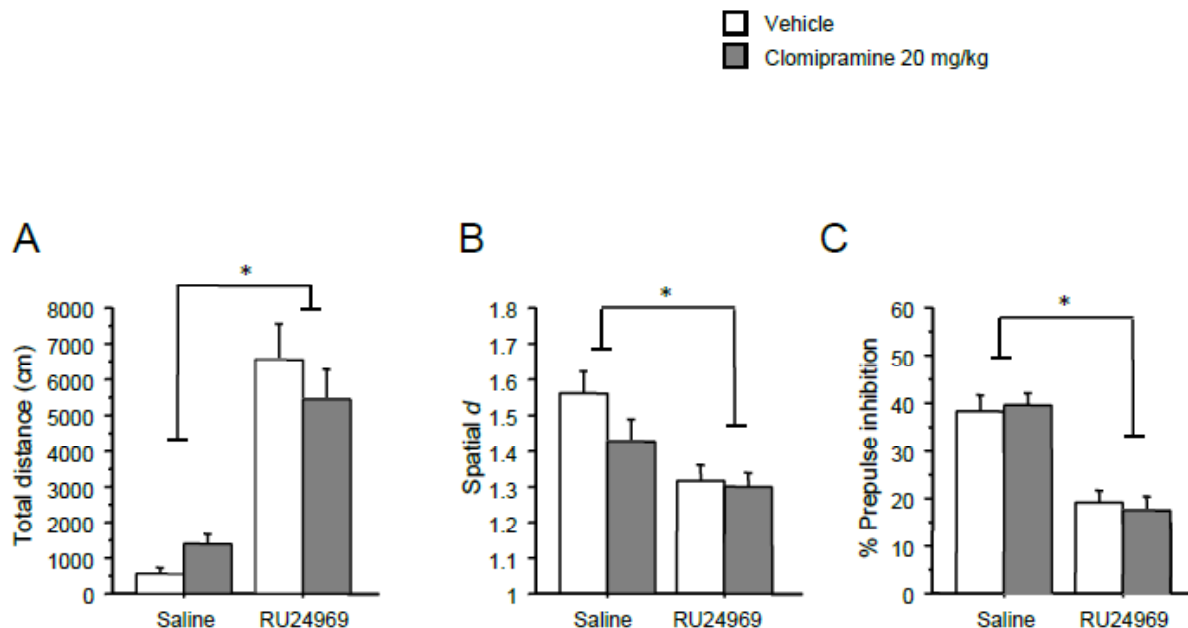 Vehicle
Clomipramine 20 mg/kg
A
*
Total distance (cm)
8000
7000
6000
5000
4000
3000
2000
1000
0
Saline RU24969
B
*
Spatial d
1.8
1.7
1.6
1.5
1.4
1.3
1.2
1.1
1
Saline RU24969
C
*
% Prepulse inhibition
60
50
40
30
20
10
0
Saline RU24969